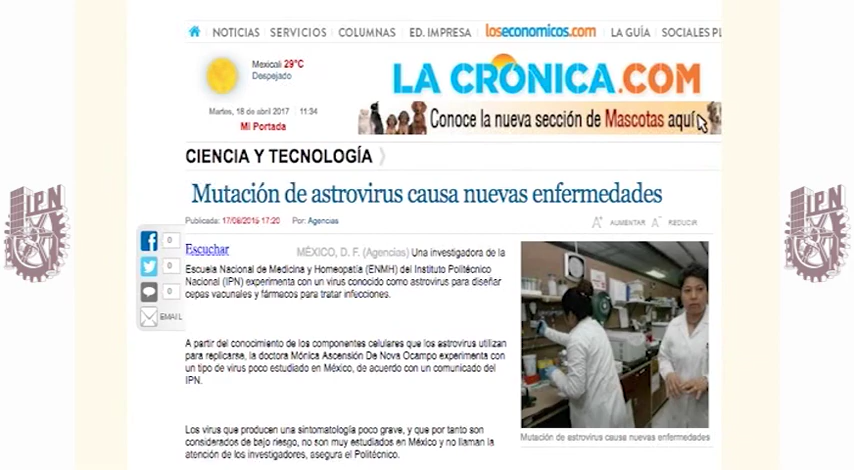 NOTICIAS SERVICIOS COLUMNAS ED. IMPRESA loseconomicos.com LA GUÍA SOCIALES PL
Mexicali 29°C
Despejado
LA CRÓNICA.COM
Martes, 18 de abril 2017 11:34
Mi Portada
Conoce la nueva sección de Mascotas aquí
CIENCIA Y TECNOLOGÍA
Mutación de astrovirus causa nuevas enfermedades
Publicada: 17/06/2015 17:20 Por: Agencias
A+ AUMENTAR A- REDUCIR
0
0
0
EMAIL
Escuchar
MÉXICO, D. F. (Agencias) Una investigadora de la
Escuela Nacional de Medicina y Homeopatía (ENMH) del Instituto Politécnico
Nacional (IPN) experimenta con un virus conocido como astrovirus para diseñar
cepas vacunales y fármacos para tratar infecciones.
A partir del conocimiento de los componentes celulares que los astrovirus utilizan
para replicarse, la doctora Mónica Ascensión De Nova Ocampo experimenta con
un tipo de virus poco estudiado en México, de acuerdo con un comunicado del
IPN.
Los virus que producen una sintomatología poco grave, y que por tanto son
considerados de bajo riesgo, no son muy estudiados en México y no llaman la
atención de los investigadores, asegura el Politécnico.
Mutación de astrovirus causa nuevas enfermedades
IPN
IPN